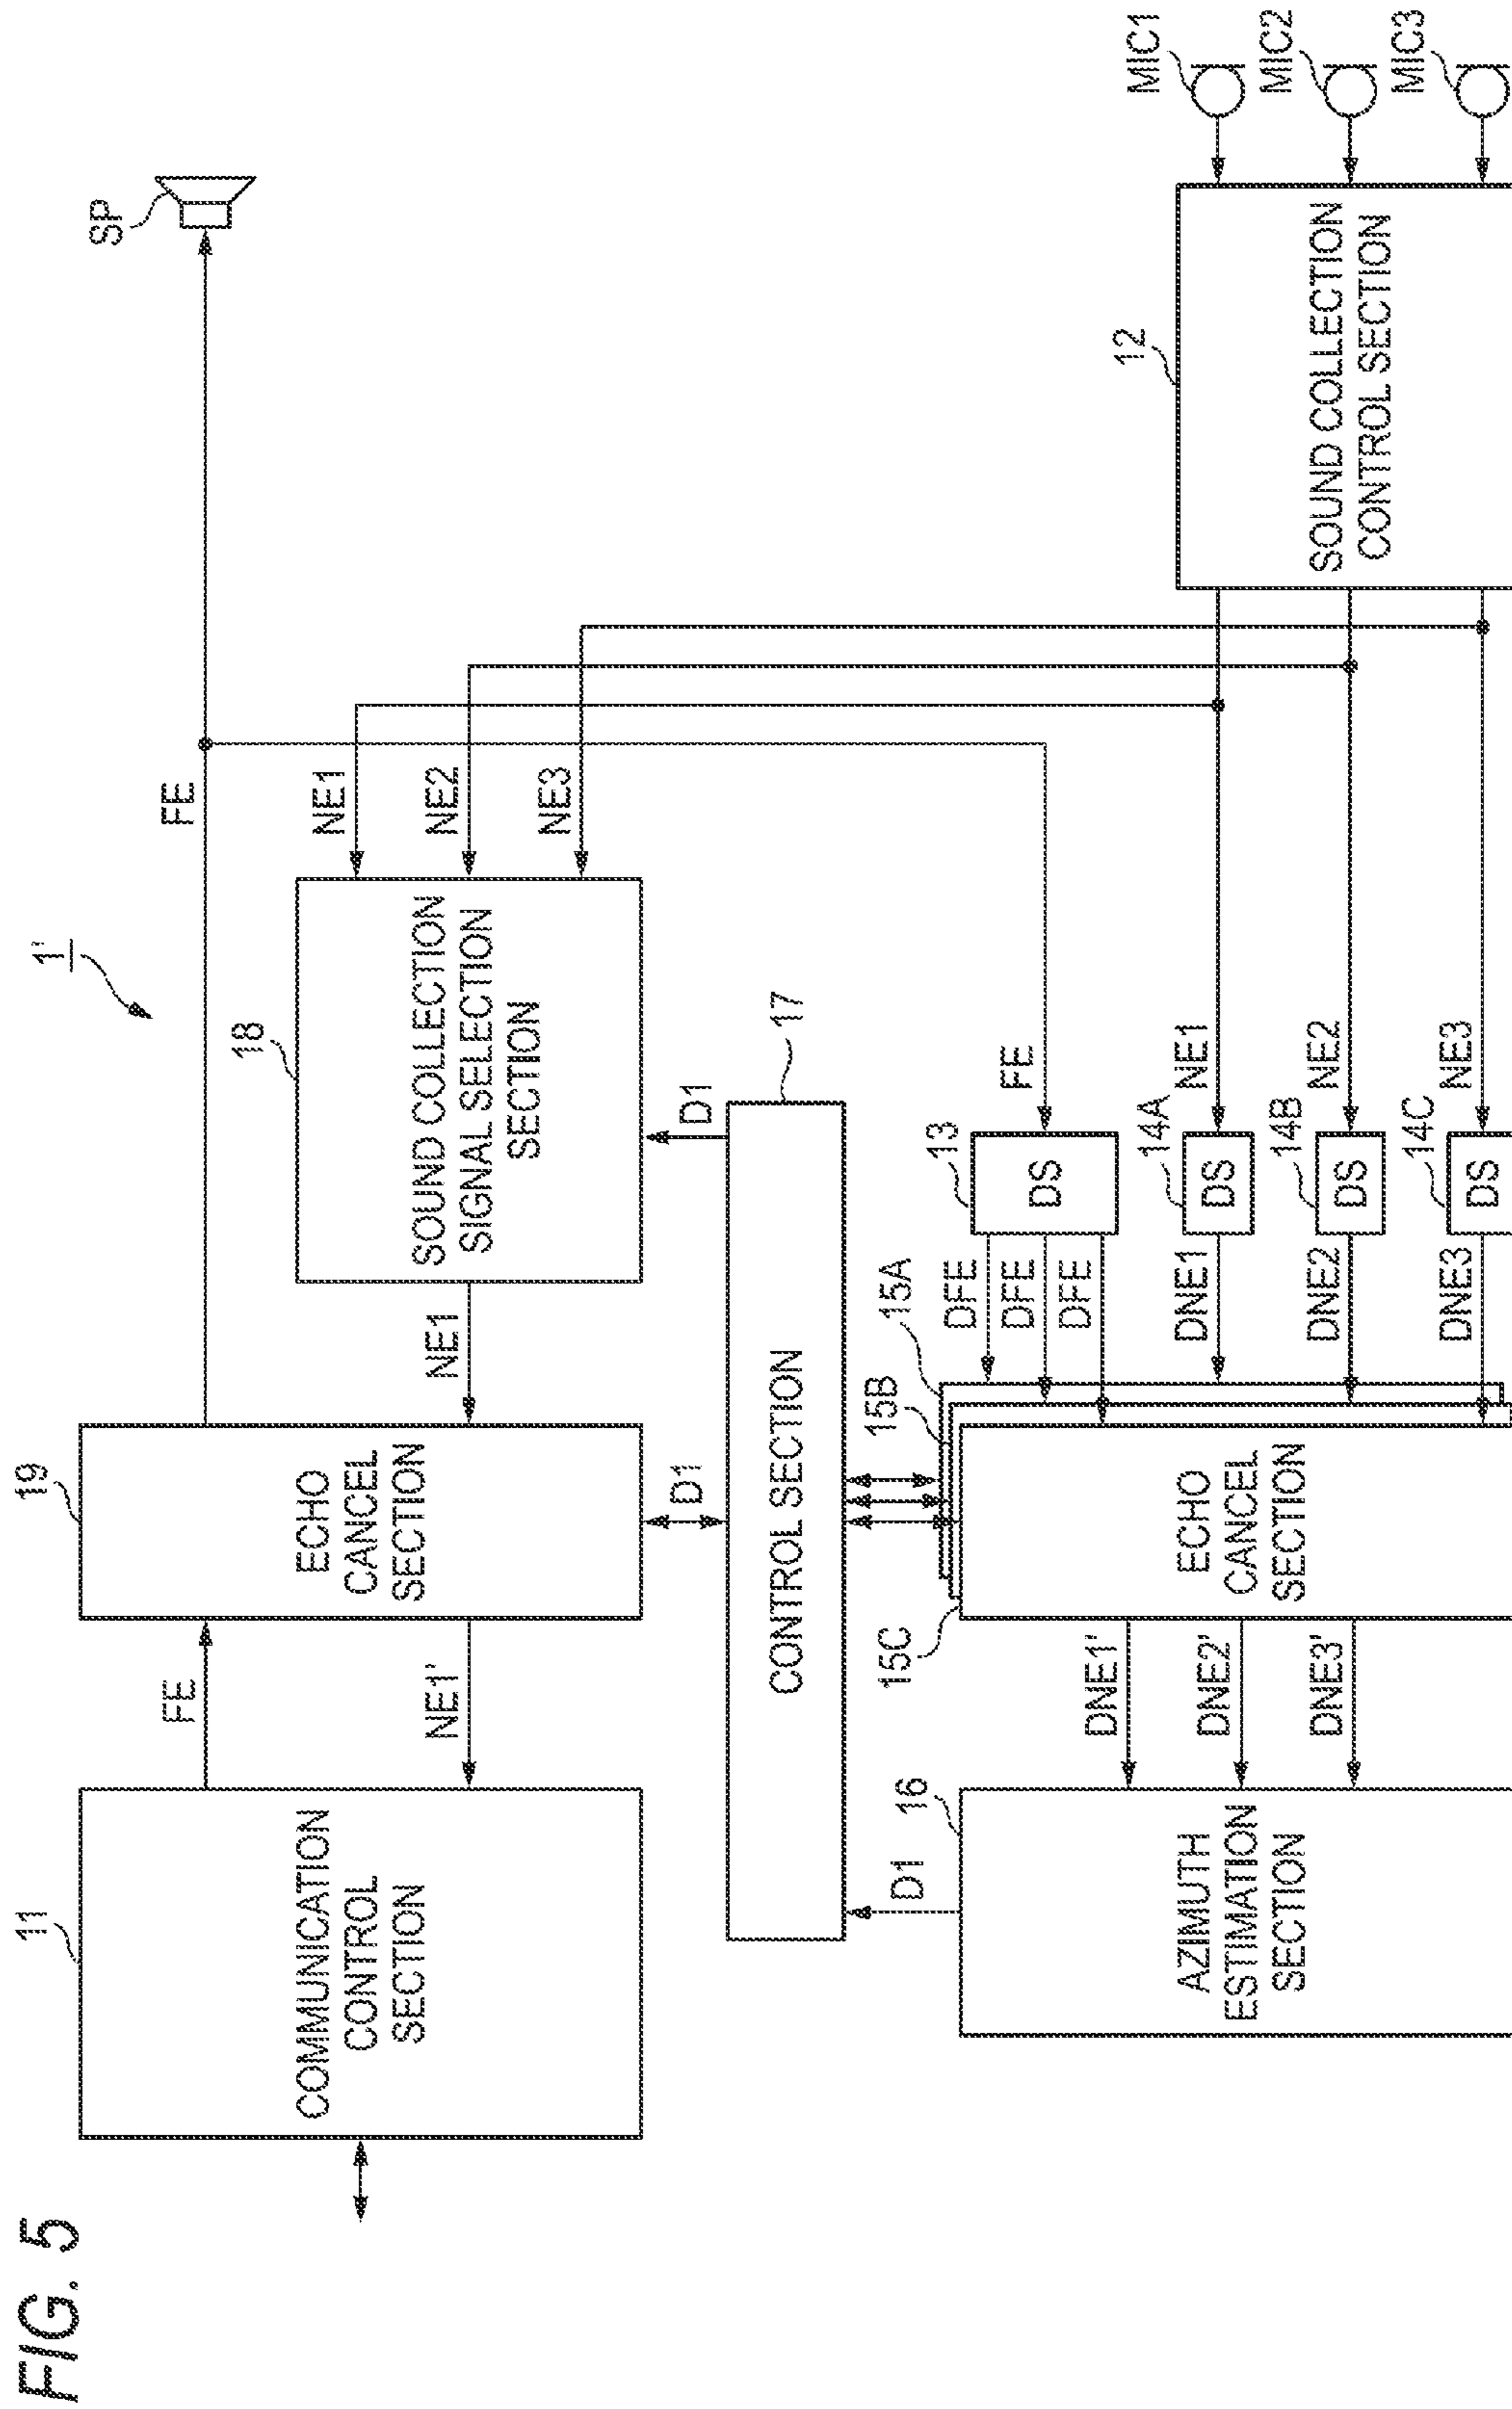 FIG. 5
1'
11
COMMUNICATION
CONTROL
SECTION
FE
NE1'
19
ECHO
CANCEL
SECTION
D1
NE1
18
SOUND COLLECTION
SIGNAL SELECTION
SECTION
D1
FE
NE1
NE2
NE3
SP
CONTROL SECTION
17
D1
16
AZIMUTH
ESTIMATION
SECTION
DNE1'
DNE2'
DNE3'
15C
15B
15A
ECHO
CANCEL
SECTION
DFE
DFE
DFE
DNE1
DNE2
DNE3
13
DS
14A
DS
14B
DS
14C
DS
FE
NE1
NE2
NE3
12
SOUND COLLECTION
CONTROL SECTION
MIC1
MIC2
MIC3